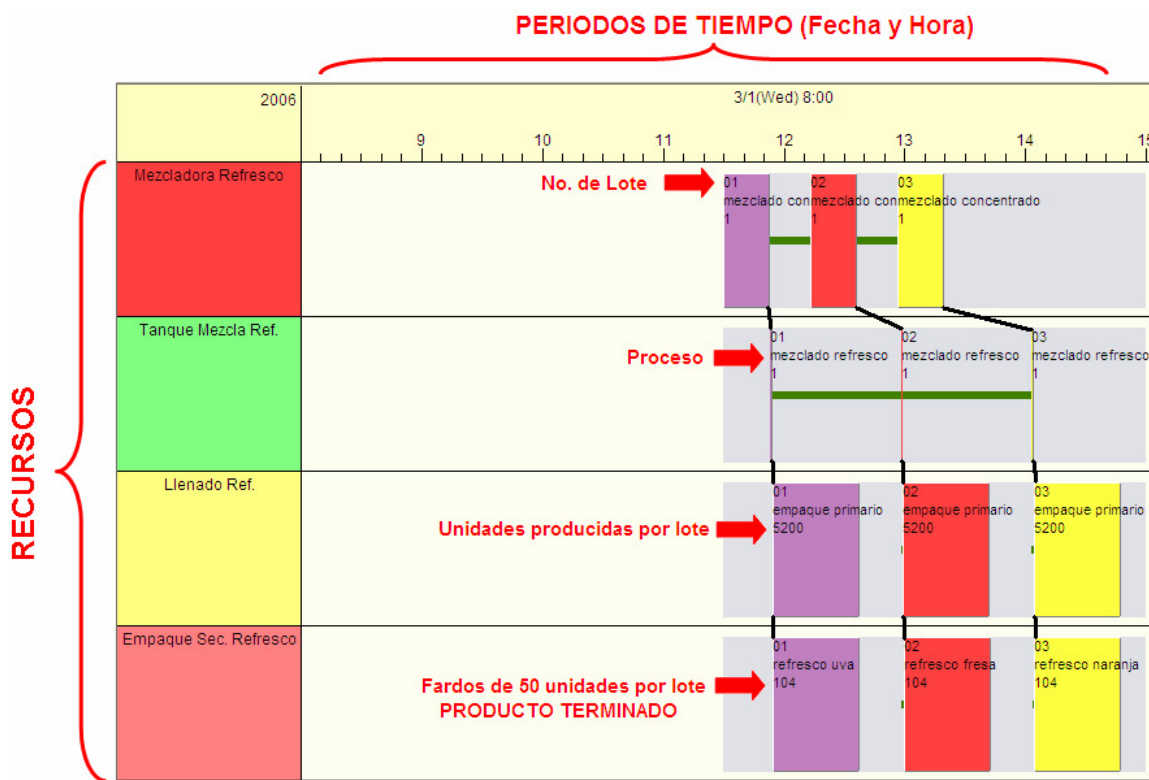 PERIODOS DE TIEMPO (Fecha y Hora)
2006
3/1(Wed) 8:00
9 10 11 12 13 14 15
RECURSOS
Mezcladora Refresco
No. de Lote
01 02 03
mezclado con mezclado con mezclado concentrado
1 1 1
Tanque Mezcla Ref.
Proceso
01 02 03
mezclado refresco mezclado refresco mezclado refresco
1 1 1
Llenado Ref.
Unidades producidas por lote
01 02 03
empaque primario empaque primario empaque primario
5200 5200 5200
Empaque Sec. Refresco
Fardos de 50 unidades por lote
PRODUCTO TERMINADO
01 02 03
refresco uva refresco fresa refresco naranja
104 104 104